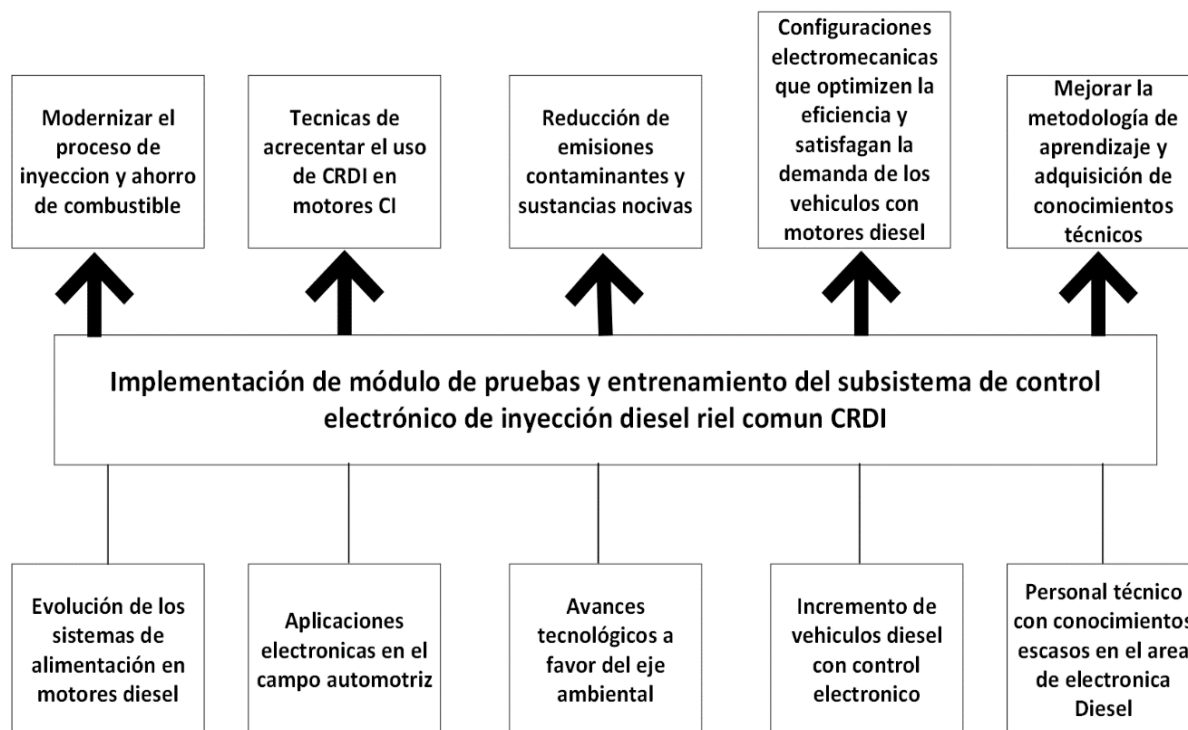 Modernizar el
proceso de
inyeccion y ahorro
de combustible
Tecnicas de
acrecentar el uso
de CRDI en
motores CI
Reducción de
emisiones
contaminantes y
sustancias nocivas
Configuraciones
electromecanicas
que optimizen la
eficiencia y
satisfagan la
demanda de los
vehiculos con
motores diesel
Mejorar la
metodología de
aprendizaje y
adquisición de
conocimientos
técnicos
Implementación de módulo de pruebas y entrenamiento del subsistema de control
electrónico de inyección diesel riel comun CRDI
Evolución de los
sistemas de
alimentación en
motores diesel
Aplicaciones
electronicas en el
campo automotriz
Avances
tecnológicos a
favor del eje
ambiental
Incremento de
vehiculos diesel
con control
electronico
Personal técnico
con conocimientos
escasos en el area
de electronica
Diesel